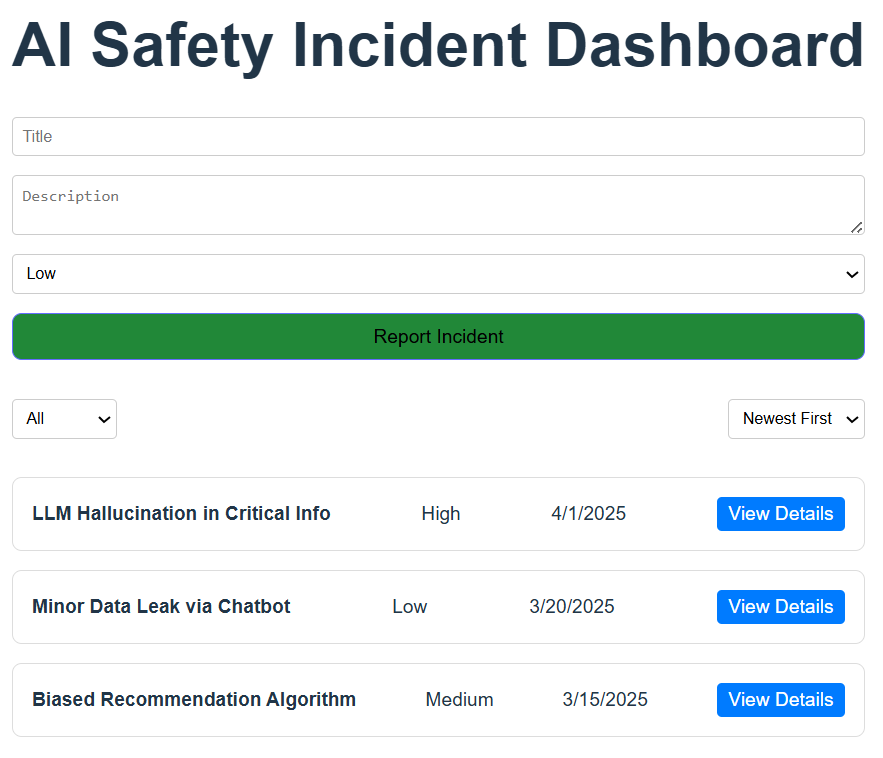 AI Safety Incident Dashboard
Title
Description
Low
Report Incident
All Newest First
LLM Hallucination in Critical Info High 4/1/2025 View Details
Minor Data Leak via Chatbot Low 3/20/2025 View Details
Biased Recommendation Algorithm Medium 3/15/2025 View Details